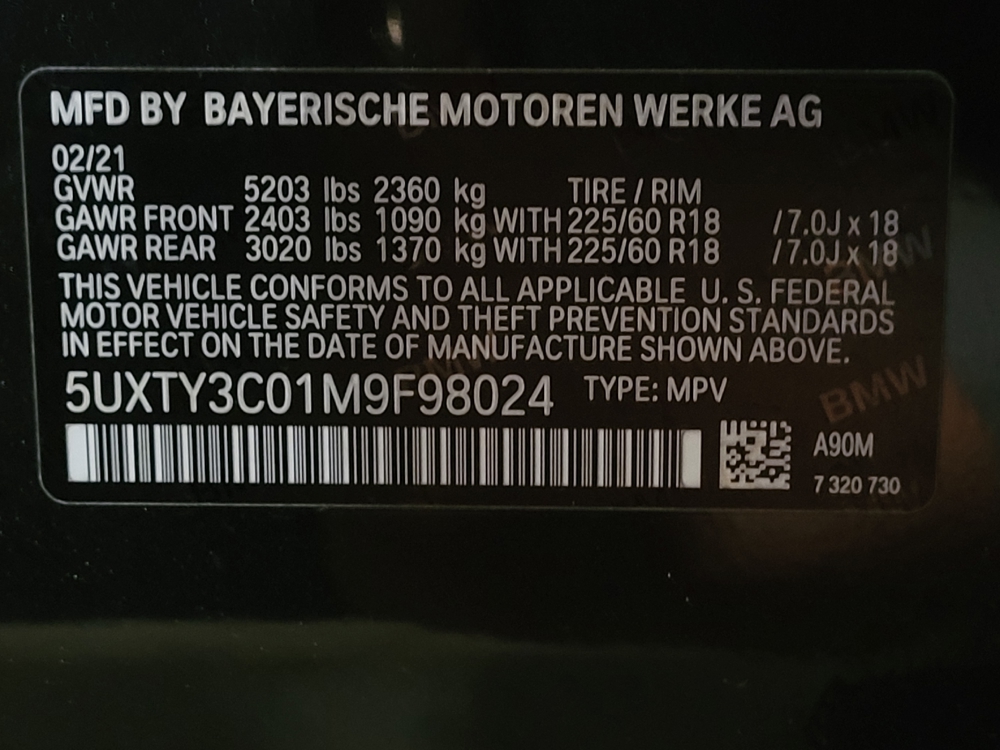 MFD BY BAYERISCHE MOTOREN WERKE AG
02/21
GVWR 5203 lbs 2360 kg TIRE / RIM
GAWR FRONT 2403 lbs 1090 kg WITH 225/60 R18 /7.0J x 18
GAWR REAR 3020 lbs 1370 kg WITH 225/60 R18 /7.0J x 18
THIS VEHICLE CONFORMS TO ALL APPLICABLE U. S. FEDERAL
MOTOR VEHICLE SAFETY AND THEFT PREVENTION STANDARDS
IN EFFECT ON THE DATE OF MANUFACTURE SHOWN ABOVE.
5UXTY3C01M9F98024 TYPE: MPV
BMW
BMW
A90M
7 320 730